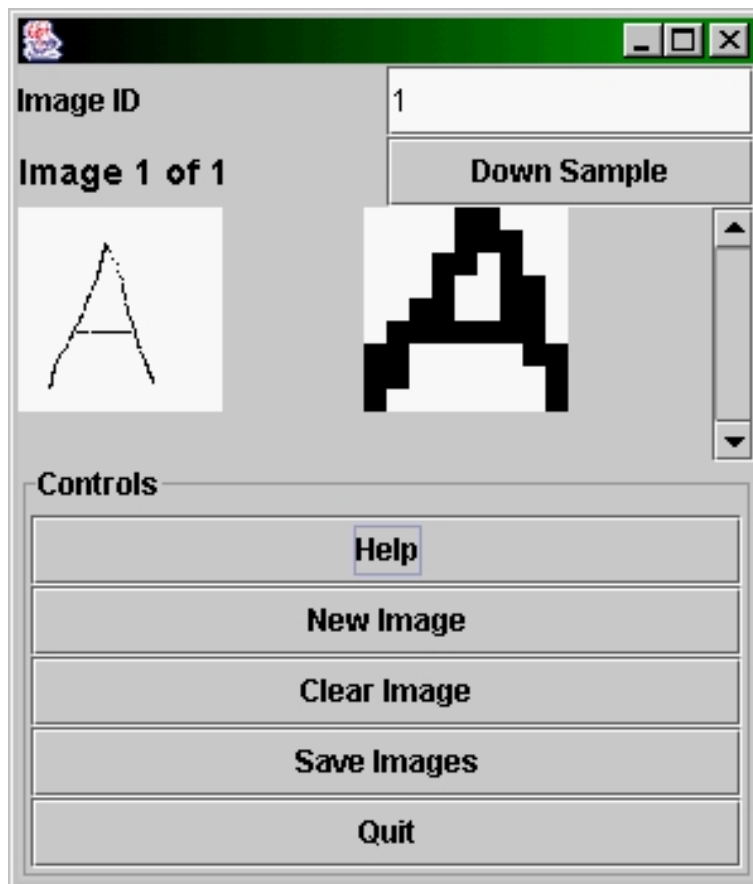 Image ID
1
Image 1 of 1
Down Sample
A
A
Controls
Help
New Image
Clear Image
Save Images
Quit